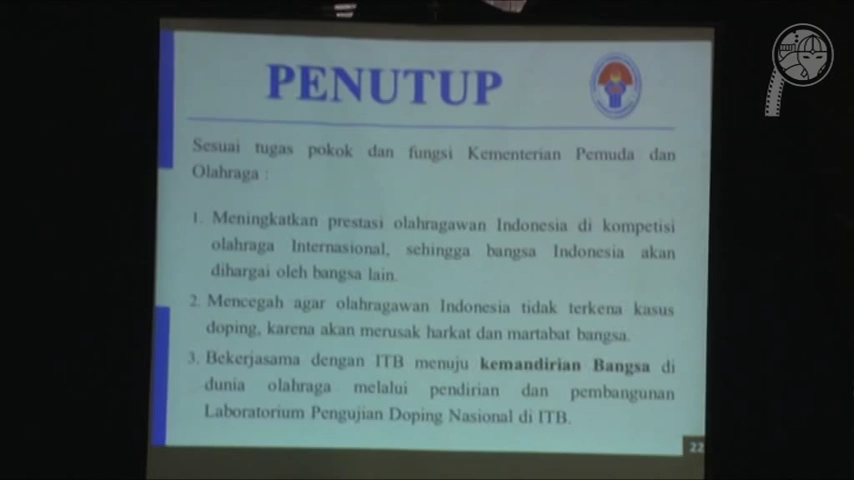 PENUTUP
Sesuai tugas pokok dan fungsi Kementerian Pemuda dan
Olahraga :
1. Meningkatkan prestasi olahragawan Indonesia di kompetisi
olahraga Internasional, sehingga bangsa Indonesia akan
dihargai oleh bangsa lain.
2. Mencegah agar olahragawan Indonesia tidak terkena kasus
doping, karena akan merusak harkat dan martabat bangsa.
3. Bekerjasama dengan ITB menuju kemandirian Bangsa di
dunia olahraga melalui pendirian dan pembangunan
Laboratorium Pengujian Doping Nasional di ITB.
22